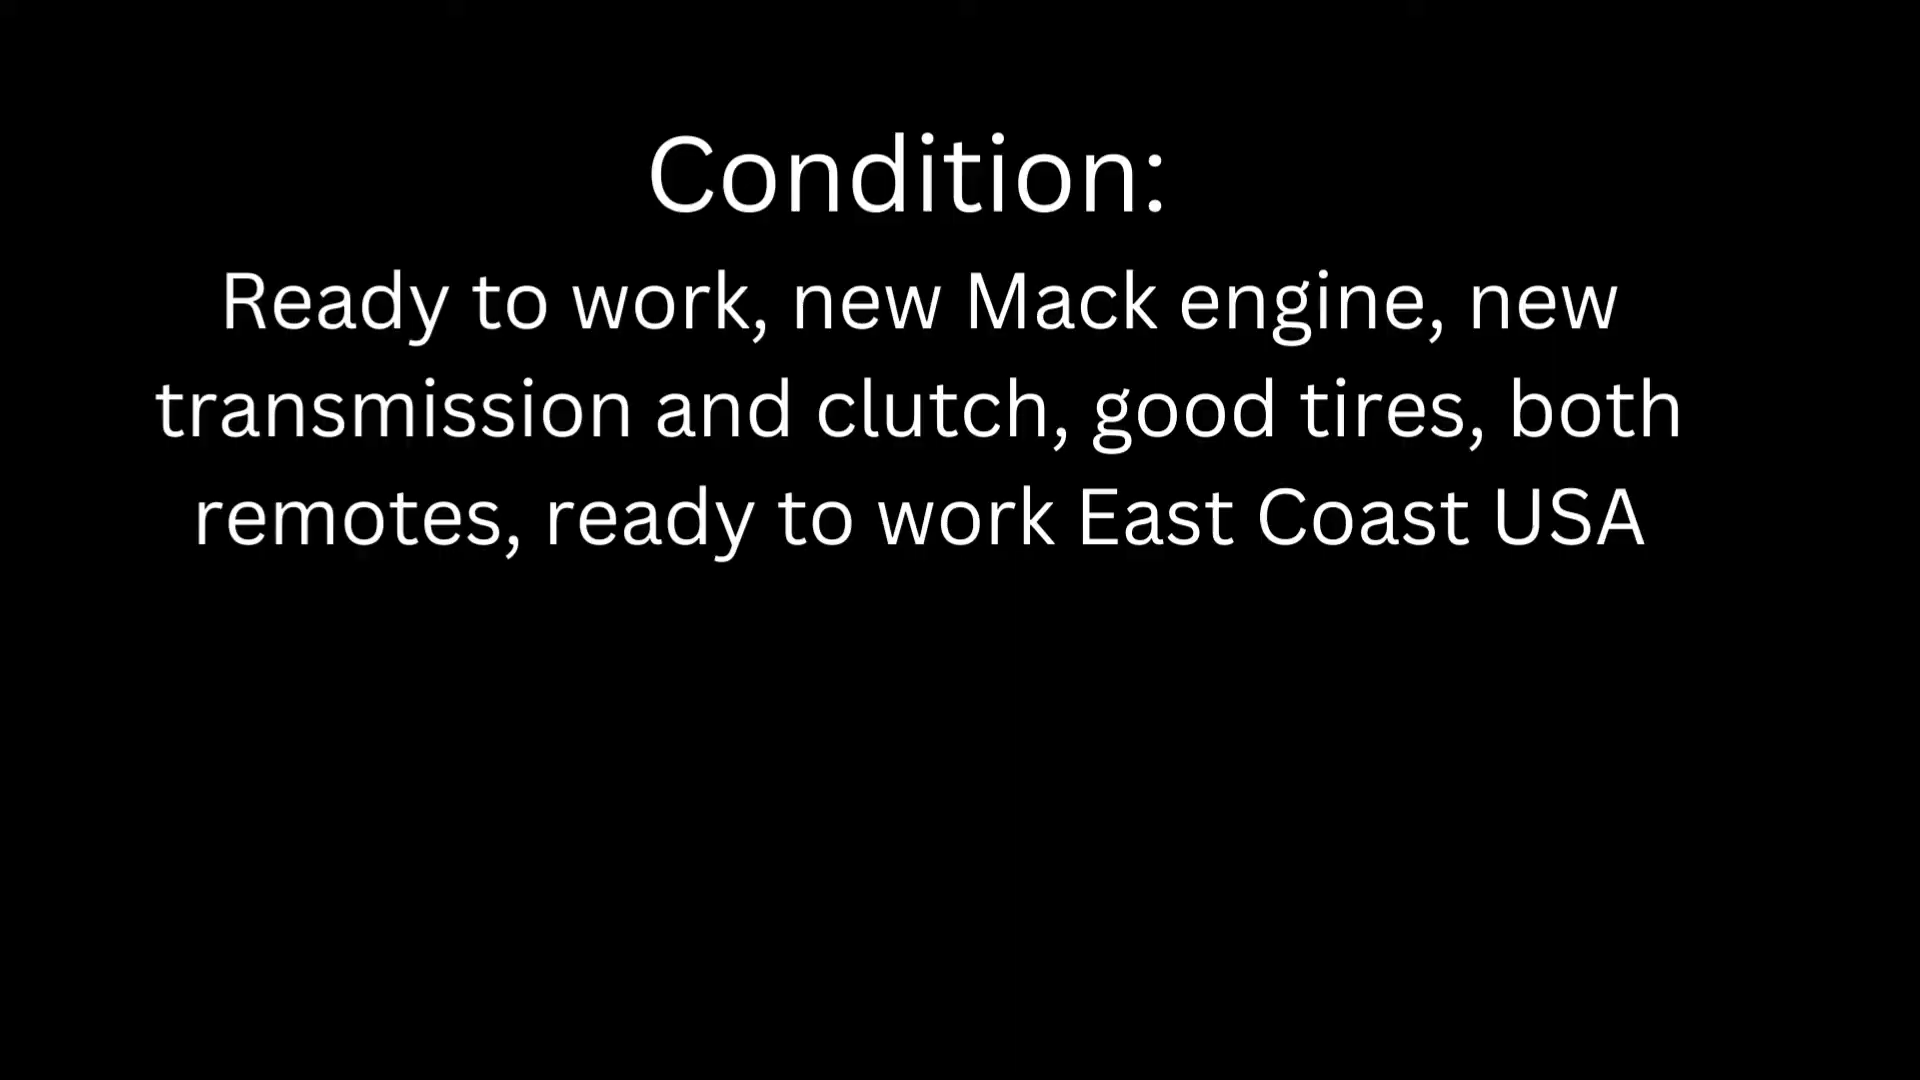 Condition:
Ready to work, new Mack engine, new
transmission and clutch, good tires, both
remotes, ready to work East Coast USA